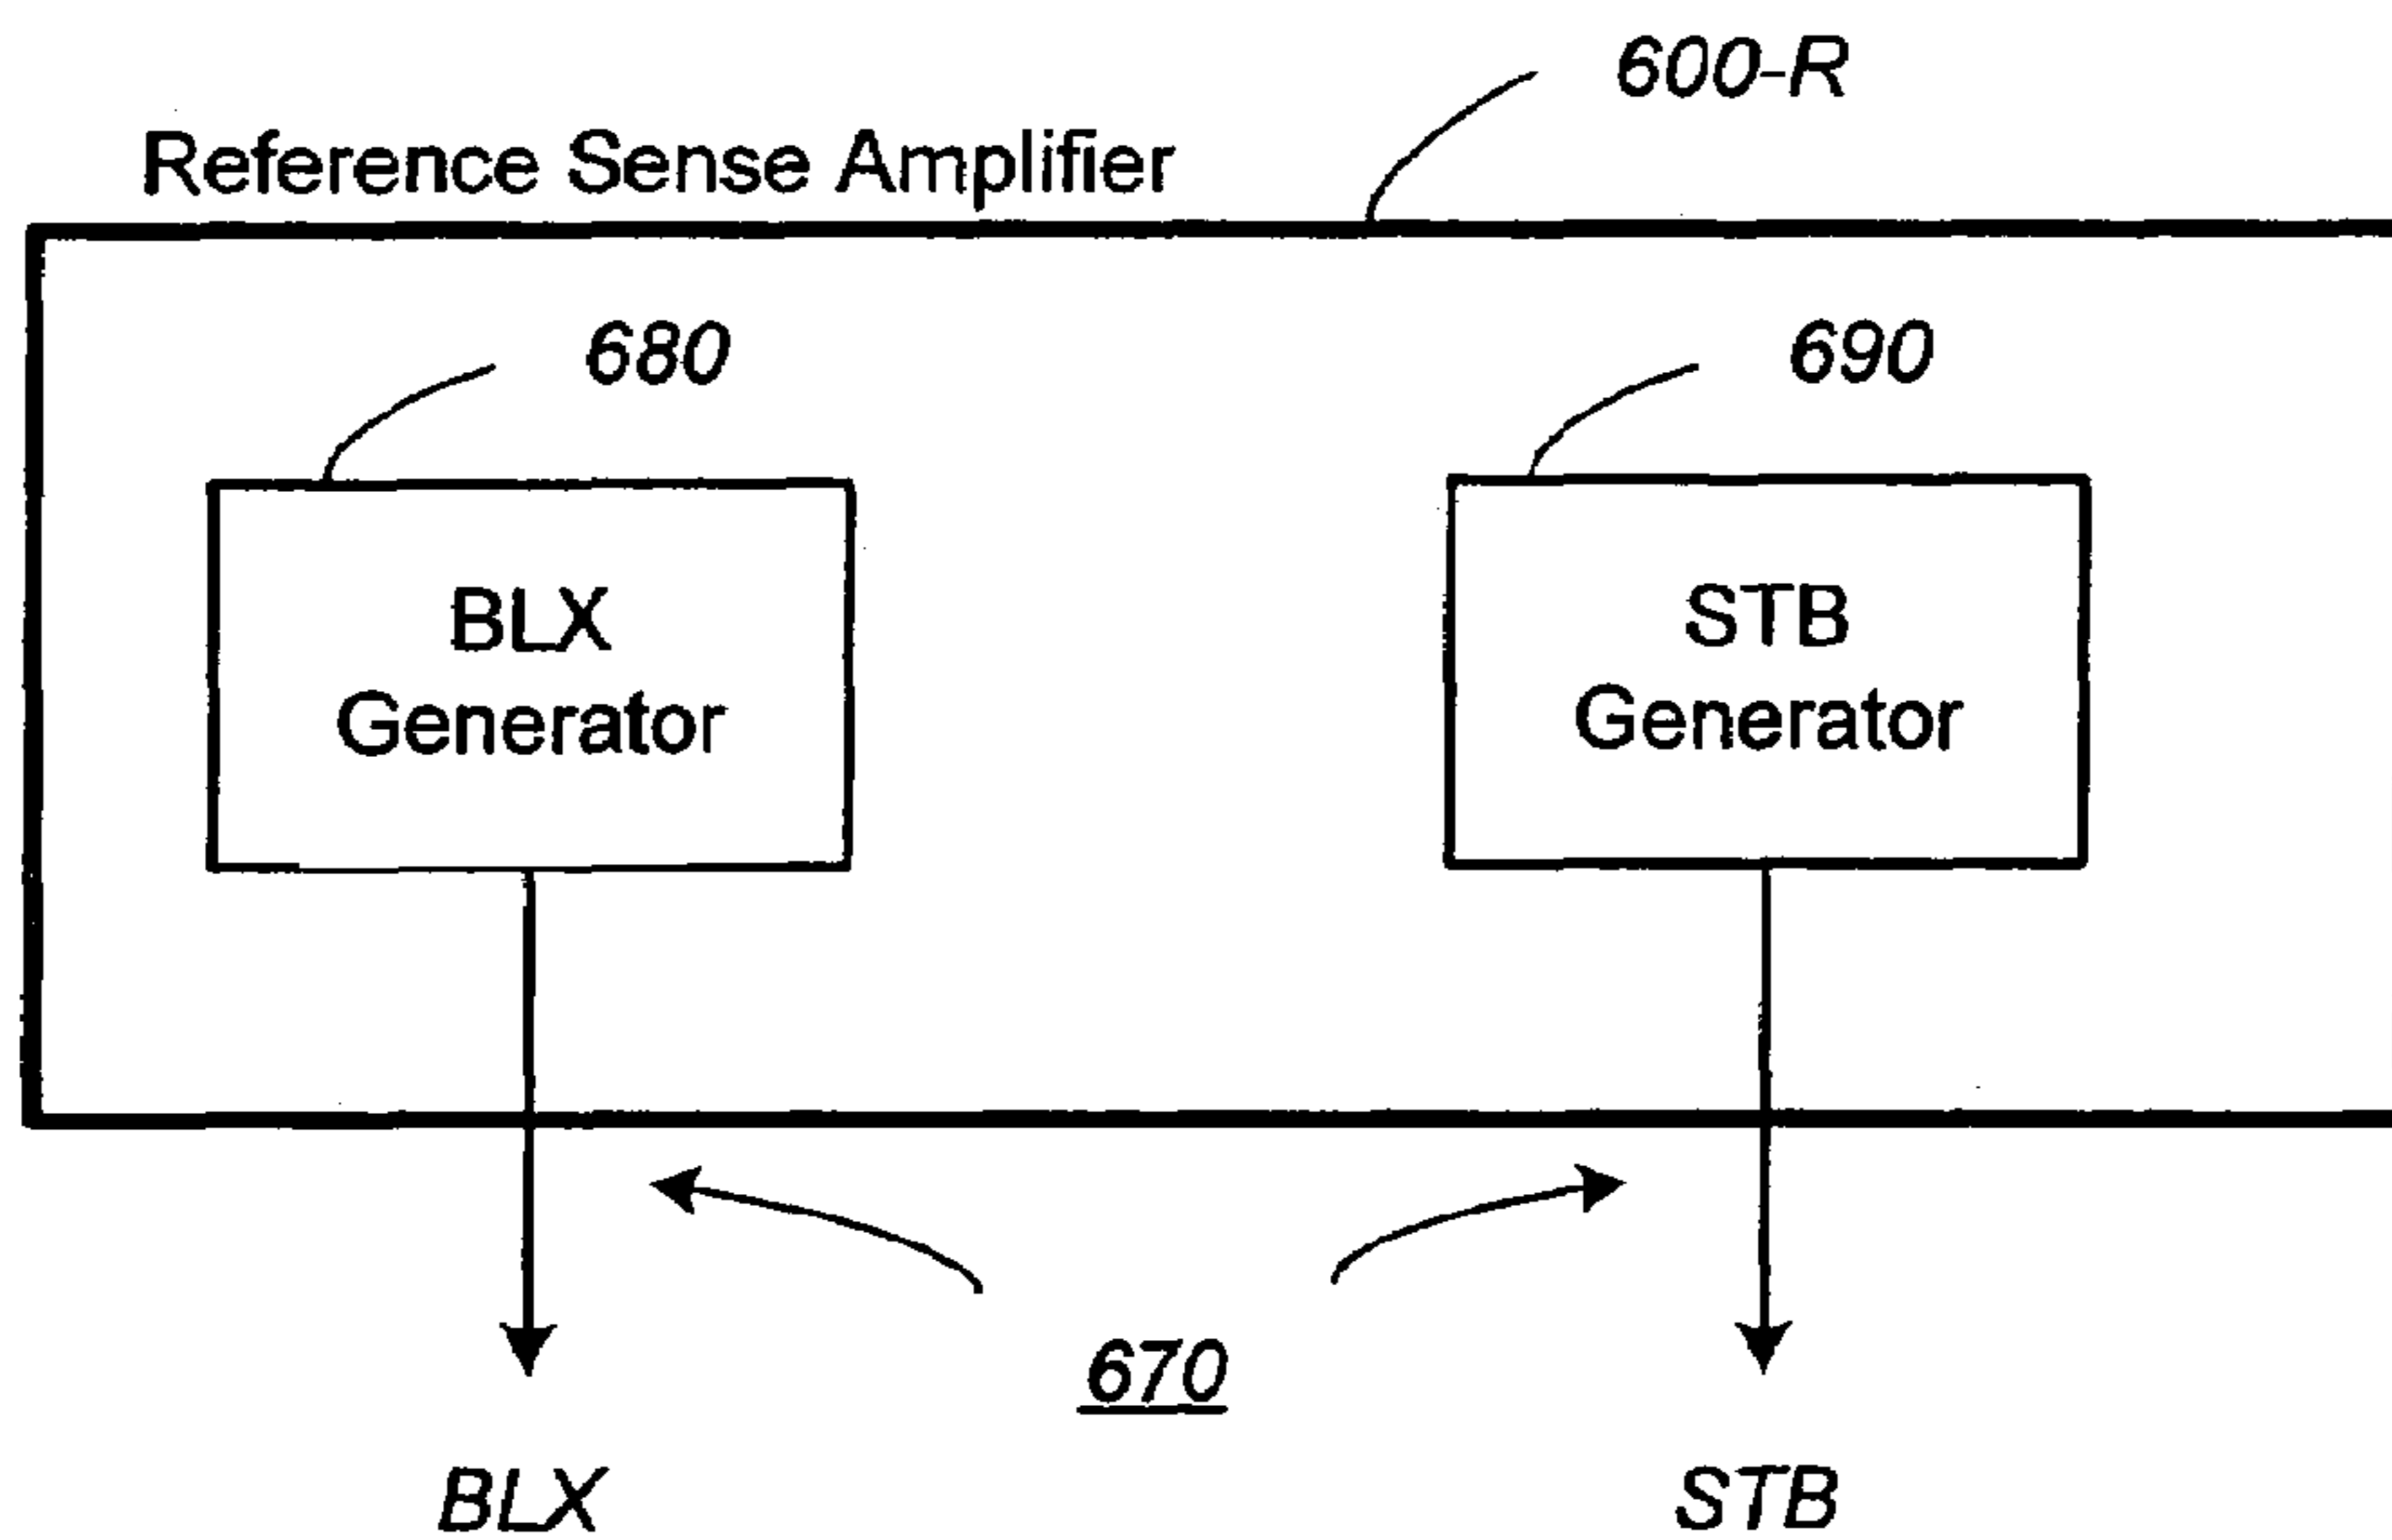 600-R
Reference Sense Amplifier
680
690
BLX
Generator
STB
Generator
670
BLX
STB